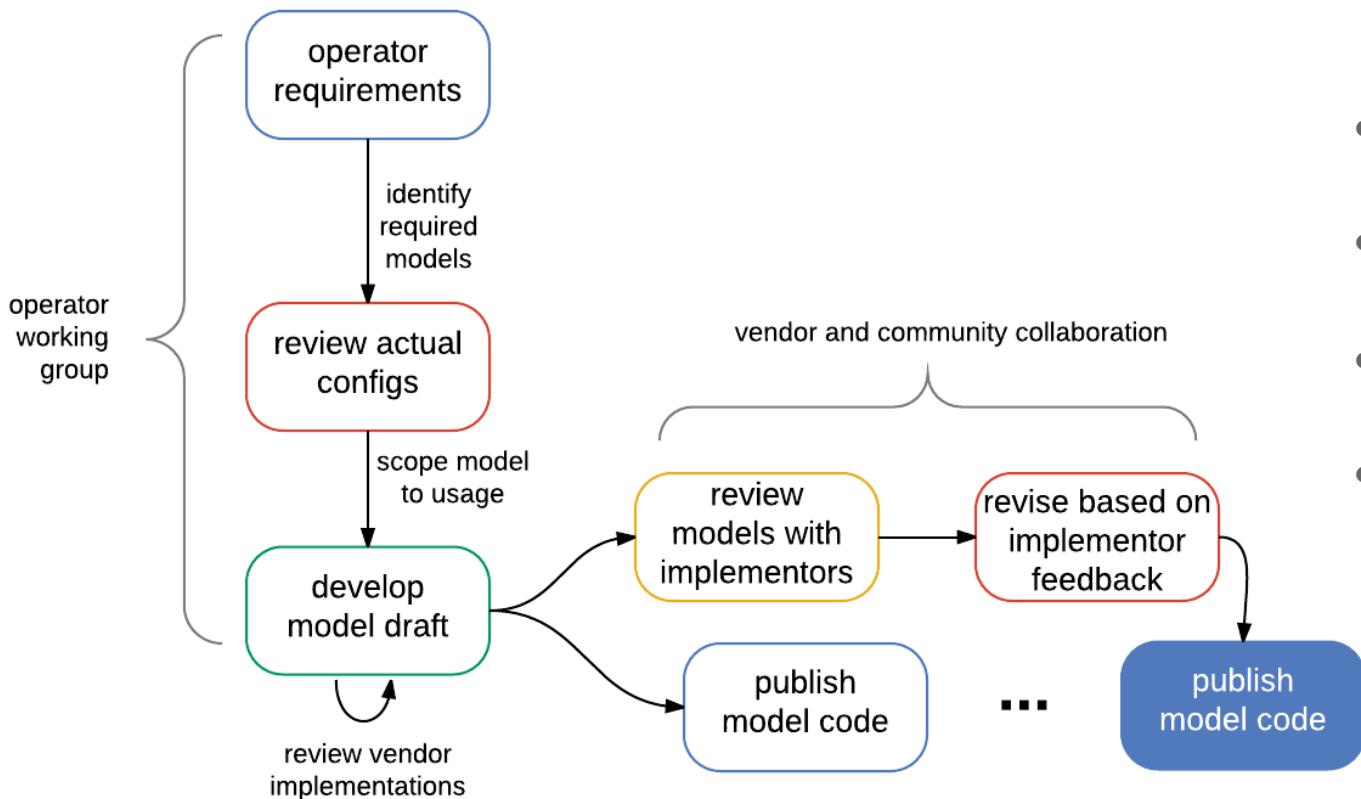 operator
requirements
identify
required
models
operator
working
group
review actual
configs
vendor and community collaboration
scope model
to usage
review
models with
implementors
revise based on
implementor
feedback
develop
model draft
publish
model code
...
publish
model code
review vendor
implementations